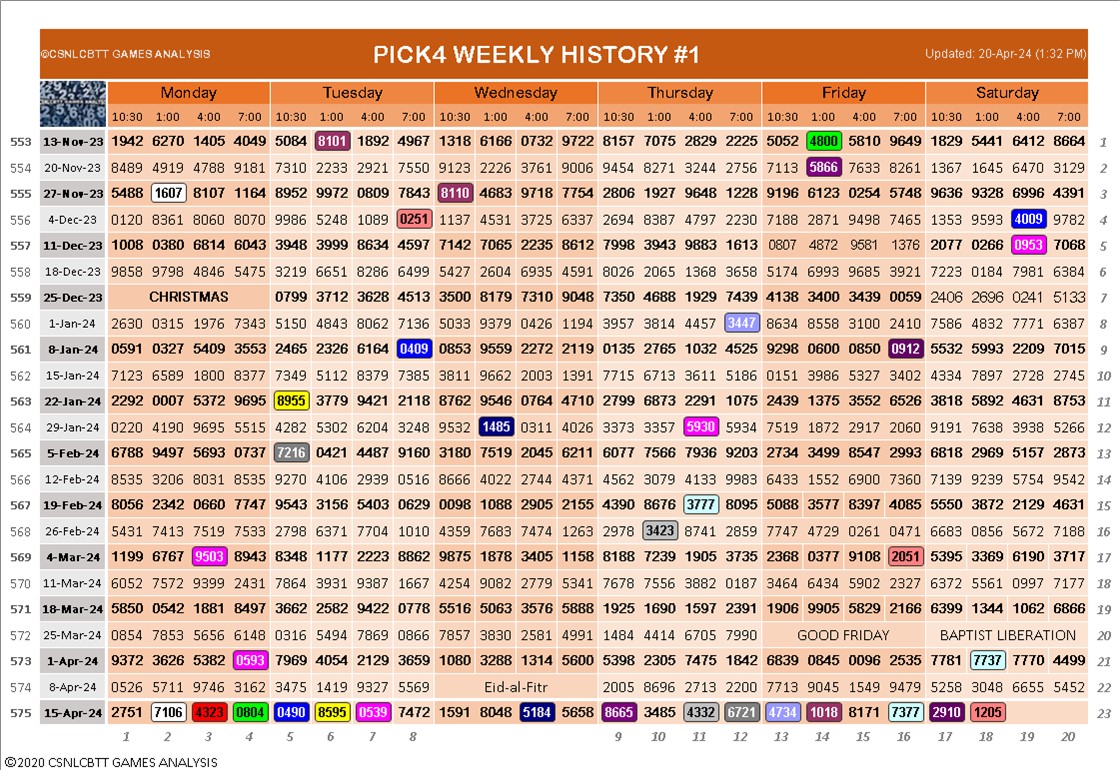 ©CSNLCBTT GAMES ANALYSIS PICK4 WEEKLY HISTORY #1 Updated: 20-Apr-24 (1:32 PM)
Monday Tuesday Wednesday Thursday Friday Saturday
10:30 1:00 4:00 7:00 10:30 1:00 4:00 7:00 10:30 1:00 4:00 7:00 10:30 1:00 4:00 7:00 10:30 1:00 4:00 7:00 10:30 1:00 4:00 7:00
553 13-Nov-23 1942 6270 1405 4049 5084 8101 1892 4967 1318 6166 0732 9722 8157 7075 2829 2225 5052 4800 5810 9649 1829 5441 6412 8664 1
554 20-Nov-23 8489 4919 4788 9181 7310 2233 2921 7550 9123 2226 3761 9006 9454 8271 3244 2756 7113 5866 7633 8261 1367 1645 6470 3129 2
555 27-Nov-23 5488 1607 8107 1164 8952 9972 0809 7843 8110 4683 9718 7754 2806 1927 9648 1228 9196 6123 0254 5748 9636 9328 6996 4391 3
556 4-Dec-23 0120 8361 8060 8070 9986 5248 1089 0251 1137 4531 3725 6337 2694 8387 4797 2230 7188 2871 9498 7465 1353 9593 4009 9782 4
557 11-Dec-23 1008 0380 6814 6043 3948 3999 8634 4597 7142 7065 2235 8612 7998 3943 9883 1613 0807 4872 9581 1376 2077 0266 0953 7068 5
558 18-Dec-23 9858 9798 4846 5475 3219 6651 8286 6499 5427 2604 6935 4591 8026 2065 1368 3658 5174 6993 9685 3921 7223 0184 7981 6384 6
559 25-Dec-23 CHRISTMAS 0799 3712 3628 4513 3500 8179 7310 9048 7350 4688 1929 7439 4138 3400 3439 0059 2406 2696 0241 5133 7
560 1-Jan-24 2630 0315 1976 7343 5150 4843 8062 7136 5033 9379 0426 1194 3957 3814 4457 3447 8634 8558 3100 2410 7586 4832 7771 6387 8
561 8-Jan-24 0591 0327 5409 3553 2465 2326 6164 0409 0853 9559 2272 2119 0135 2765 1032 4525 9298 0600 8150 0912 5532 5993 2209 7015 9
562 15-Jan-24 7123 6589 1800 8377 7349 5112 8379 7385 3811 9662 2003 1391 7715 6713 3611 5186 0151 3986 5327 3402 4334 7897 2728 2745 10
563 22-Jan-24 2292 0007 5372 9695 8955 3779 9421 2118 8762 9546 0764 4710 2799 6873 2291 1075 2439 1375 3552 6526 3818 5892 4631 8753 11
564 29-Jan-24 0220 4190 9695 5515 4282 5302 6204 3248 9532 1485 0311 4026 3373 3357 5930 5934 7519 1872 2917 2060 9191 7638 3938 5266 12
565 5-Feb-24 6788 9497 5693 0737 7216 0421 4487 9160 3180 7519 2045 6211 6077 7566 7936 9203 2734 3499 8547 2993 6818 2969 5157 2873 13
566 12-Feb-24 8535 3206 8031 8535 9270 4106 2939 0516 8666 4022 2744 4371 4562 3079 4133 9983 6433 1552 6900 7360 7139 9239 5754 9542 14
567 19-Feb-24 8056 2342 0660 7747 9543 3156 5403 0629 0098 1088 2905 2155 4390 8676 3777 8095 5088 3577 8397 4085 5550 3872 2129 4631 15
568 26-Feb-24 5431 7413 7519 7533 2798 6371 7704 1010 4359 7683 7474 1263 2978 3423 8741 2859 7747 4729 0261 0471 6683 0856 5672 7188 16
569 4-Mar-24 1199 6767 9503 8943 8348 1177 2223 8862 9875 1878 3405 1158 8188 7239 1905 3735 2368 0377 9108 2051 5395 3369 6190 3717 17
570 11-Mar-24 6052 7572 9399 2431 7864 3931 9387 1667 4254 9082 2779 5341 7678 7556 3882 0187 3464 6434 5902 2327 6372 5561 0997 7177 18
571 18-Mar-24 5850 0542 1881 8497 3662 2582 9422 0778 5516 5063 3576 5888 1925 1690 1597 2391 1906 9905 5829 2166 6399 1344 1062 6866 19
572 25-Mar-24 0854 7853 5656 6148 0316 5494 7869 0866 7857 3830 2581 4991 1484 4414 6705 7990 GOOD FRIDAY BAPTIST LIBERATION 20
573 1-Apr-24 9372 3626 5382 0593 7969 4054 2129 3659 1080 3288 1314 5600 5398 2305 7475 1842 6839 0845 0096 2535 7781 7737 7770 4499 21
574 8-Apr-24 0526 5711 9746 3162 3475 1419 9327 5569 Eid-al-Fitr 2005 8696 2713 2200 7713 9045 1549 9479 5258 3048 6655 5452 22
575 15-Apr-24 2751 7106 4323 0804 0490 8595 0539 7472 1591 8048 5184 5658 8665 3485 4332 6721 4734 1018 8171 7377 2910 1205 23
1 2 3 4 5 6 7 8 9 10 11 12 13 14 15 16 17 18 19 20
©2020 CSNLCBTT GAMES ANALYSIS